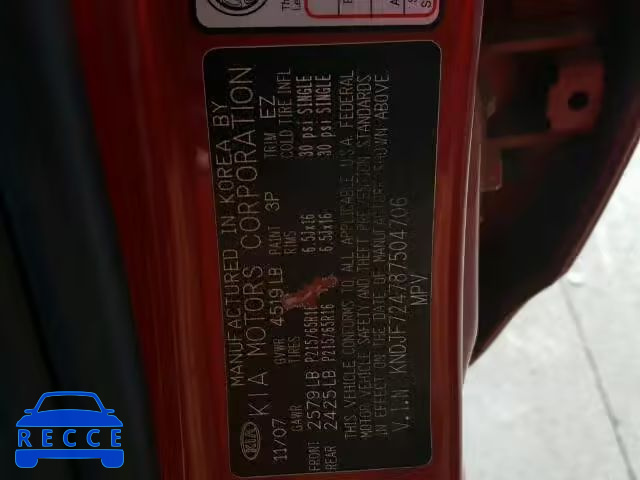 MANUFACTURED IN KOREA BY
KIA KIA MOTORS CORPORATION
11/07 GVWR 4519LB PAINT 3P TRIM EZ
GAWR TIRES RIMS COLD TIRE INFL
FRONT 2579LB P215/65R16 6.5Jx16 30 psi SINGLE
REAR 2425LB P215/65R16 6.5Jx16 30 psi SINGLE
THIS VEHICLE CONFORMS TO ALL APPLICABLE U.S.A. FEDERAL
MOTOR VEHICLE SAFETY AND THEFT PREVENTION STANDARDS
IN EFFECT ON THE DATE OF MANUFACTURE SHOWN ABOVE.
V.I.N KNDJF724787504706
MPV
RECCE